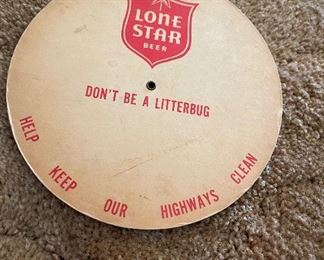 LONE
STAR
BEER
DON'T BE A LITTERBUG
HELP KEEP OUR HIGHWAYS CLEAN